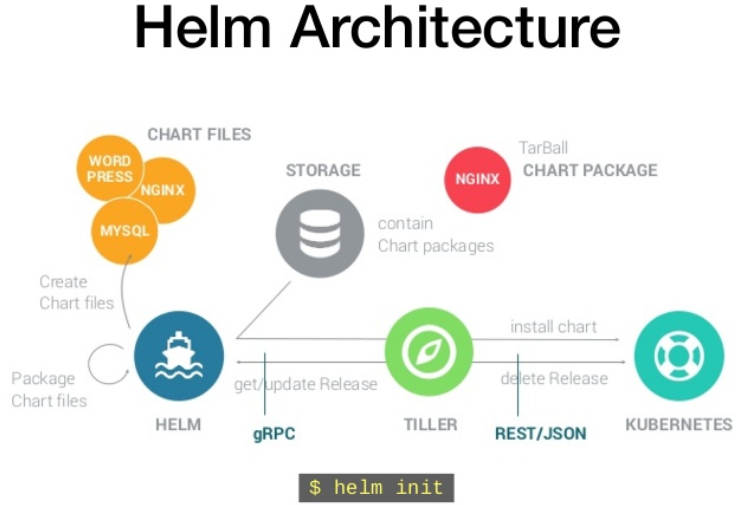 Helm Architecture
CHART FILES
WORD
PRESS
NGINX
MYSQL
STORAGE
contain
Chart packages
NGINX
TarBall
CHART PACKAGE
Create
Chart files
Package
Chart files
HELM
get/update Release
gRPC
TILLER
install chart
delete Release
REST/JSON
KUBERNETES
$ helm init